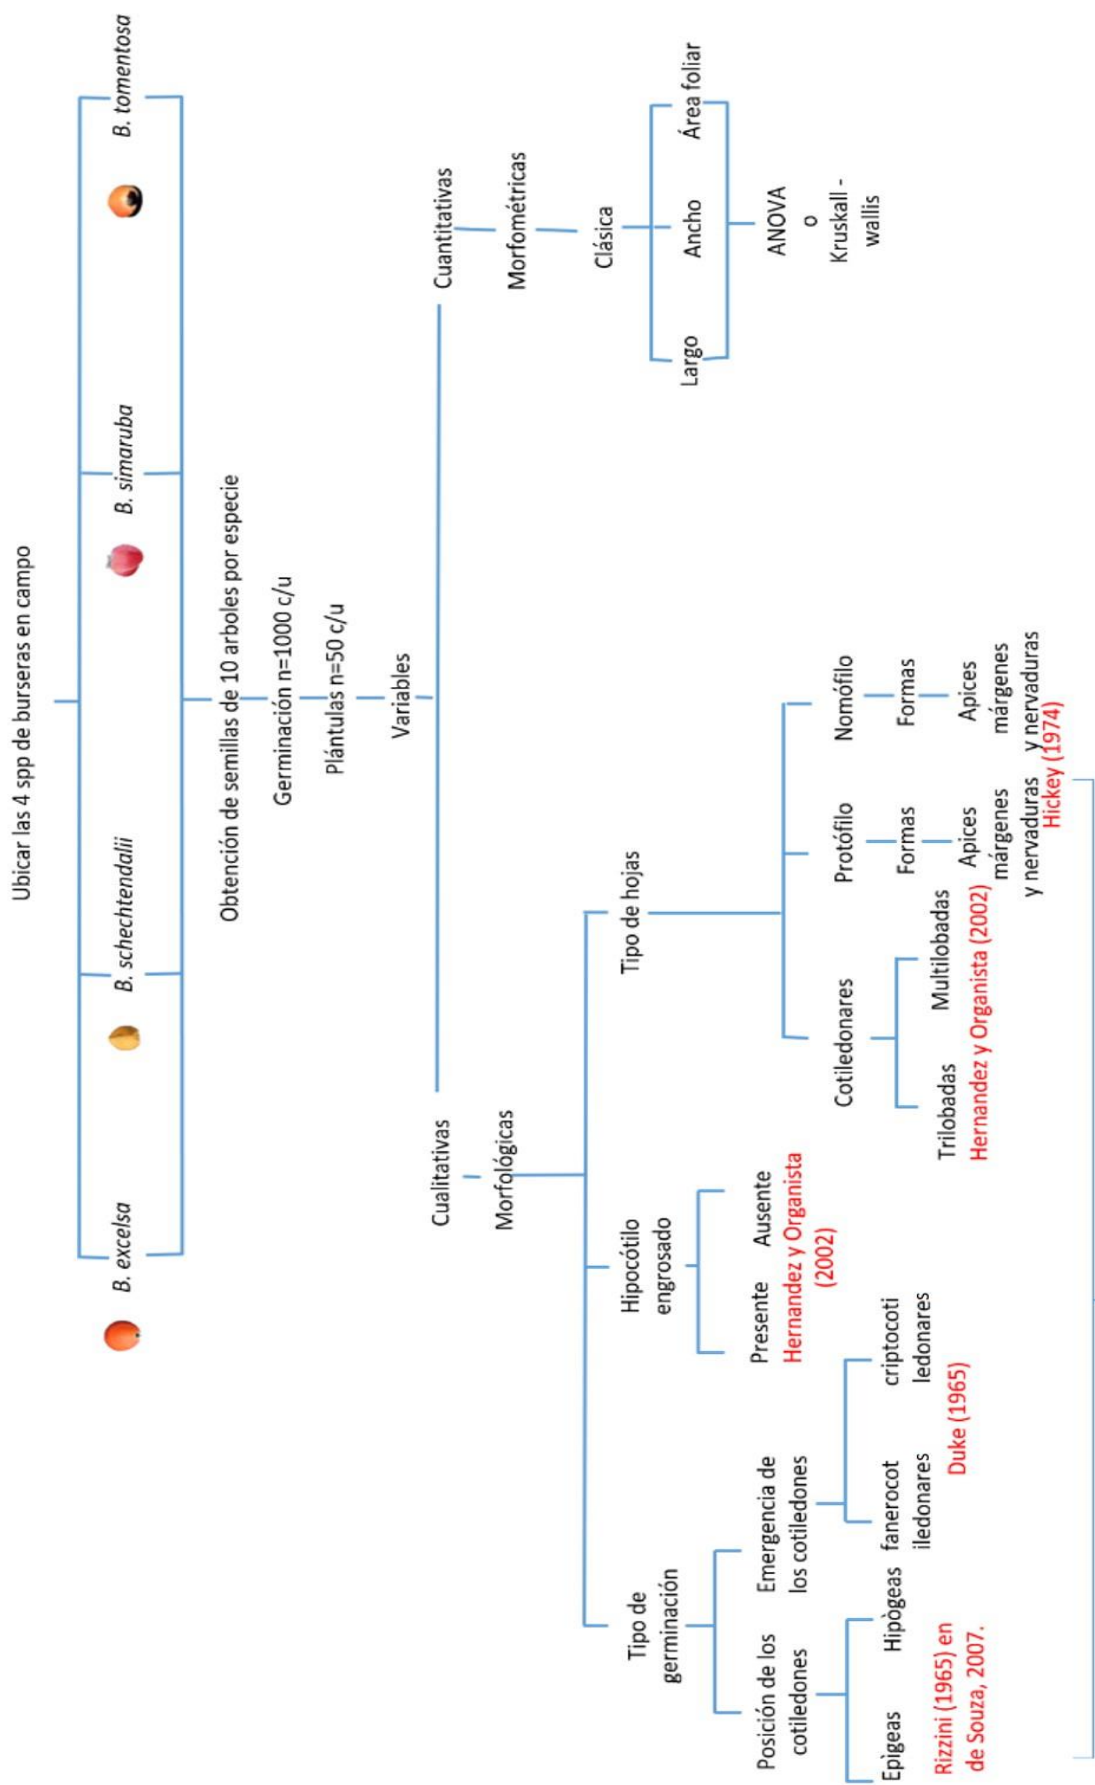 Ubicar las 4 spp de burseras en campo
B. excelsa
B. schechtendalii
B. simaruba
B. tomentosa
Obtención de semillas de 10 arboles por especie
Germinación n=1000 c/u
Plántulas n=50 c/u
Variables
Cualitativas
Morfológicas
Tipo de
germinación
Posición de los
cotiledones
Epìgeas
Hipògeas
Rizzini (1965) en
de Souza, 2007.
Emergencia de
los cotiledones
fanerocot
iledonares
criptocoti
ledonares
Duke (1965)
Hipocótilo
engrosado
Presente
Ausente
Hernandez y Organista
(2002)
Tipo de hojas
Cotiledonares
Trilobadas
Multilobadas
Hernandez y Organista (2002)
Protófilo
Formas
Apices
márgenes
y nervaduras
Nomófilo
Formas
Apices
márgenes
y nervaduras
Hickey (1974)
Cuantitativas
Morfométricas
Clásica
Largo
Ancho
Área foliar
ANOVA
o
Kruskall -
wallis